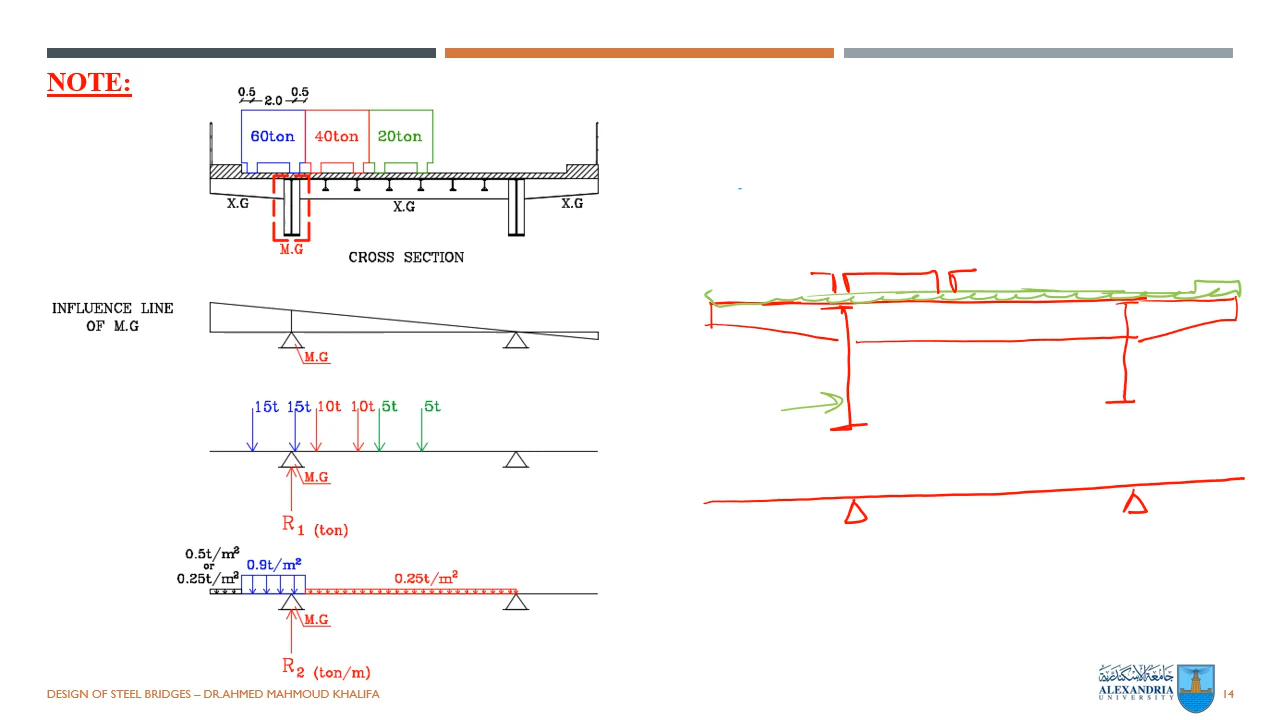 NOTE:
0.5 2.0 0.5
60ton 40ton 20ton
X.G X.G X.G
M.G
CROSS SECTION
INFLUENCE LINE
OF M.G
M.G
15t 15t 10t 10t 5t 5t
M.G
R1 (ton)
0.5t/m²
or
0.25t/m²
0.9t/m²
0.25t/m²
M.G
R2 (ton/m)
DESIGN OF STEEL BRIDGES – DR.AHMED MAHMOUD KHALIFA
جامعة الإسكندرية
ALEXANDRIA
UNIVERSITY
14